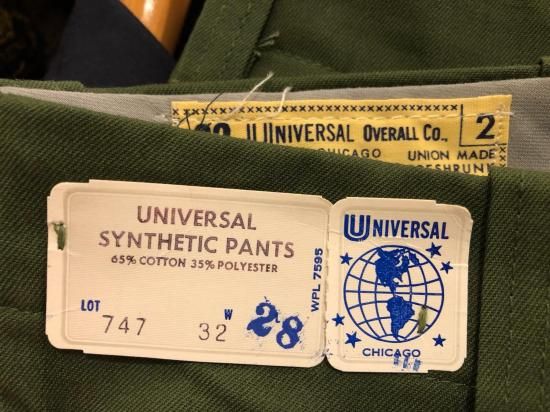 UNIVERSAL OVERALL CO.,
2
CHICAGO
UNION MADE
UNIVERSAL
SYNTHETIC PANTS
65% COTTON 35% POLYESTER
LOT
747
W
32
28
WPL 7595
UNIVERSAL
CHICAGO